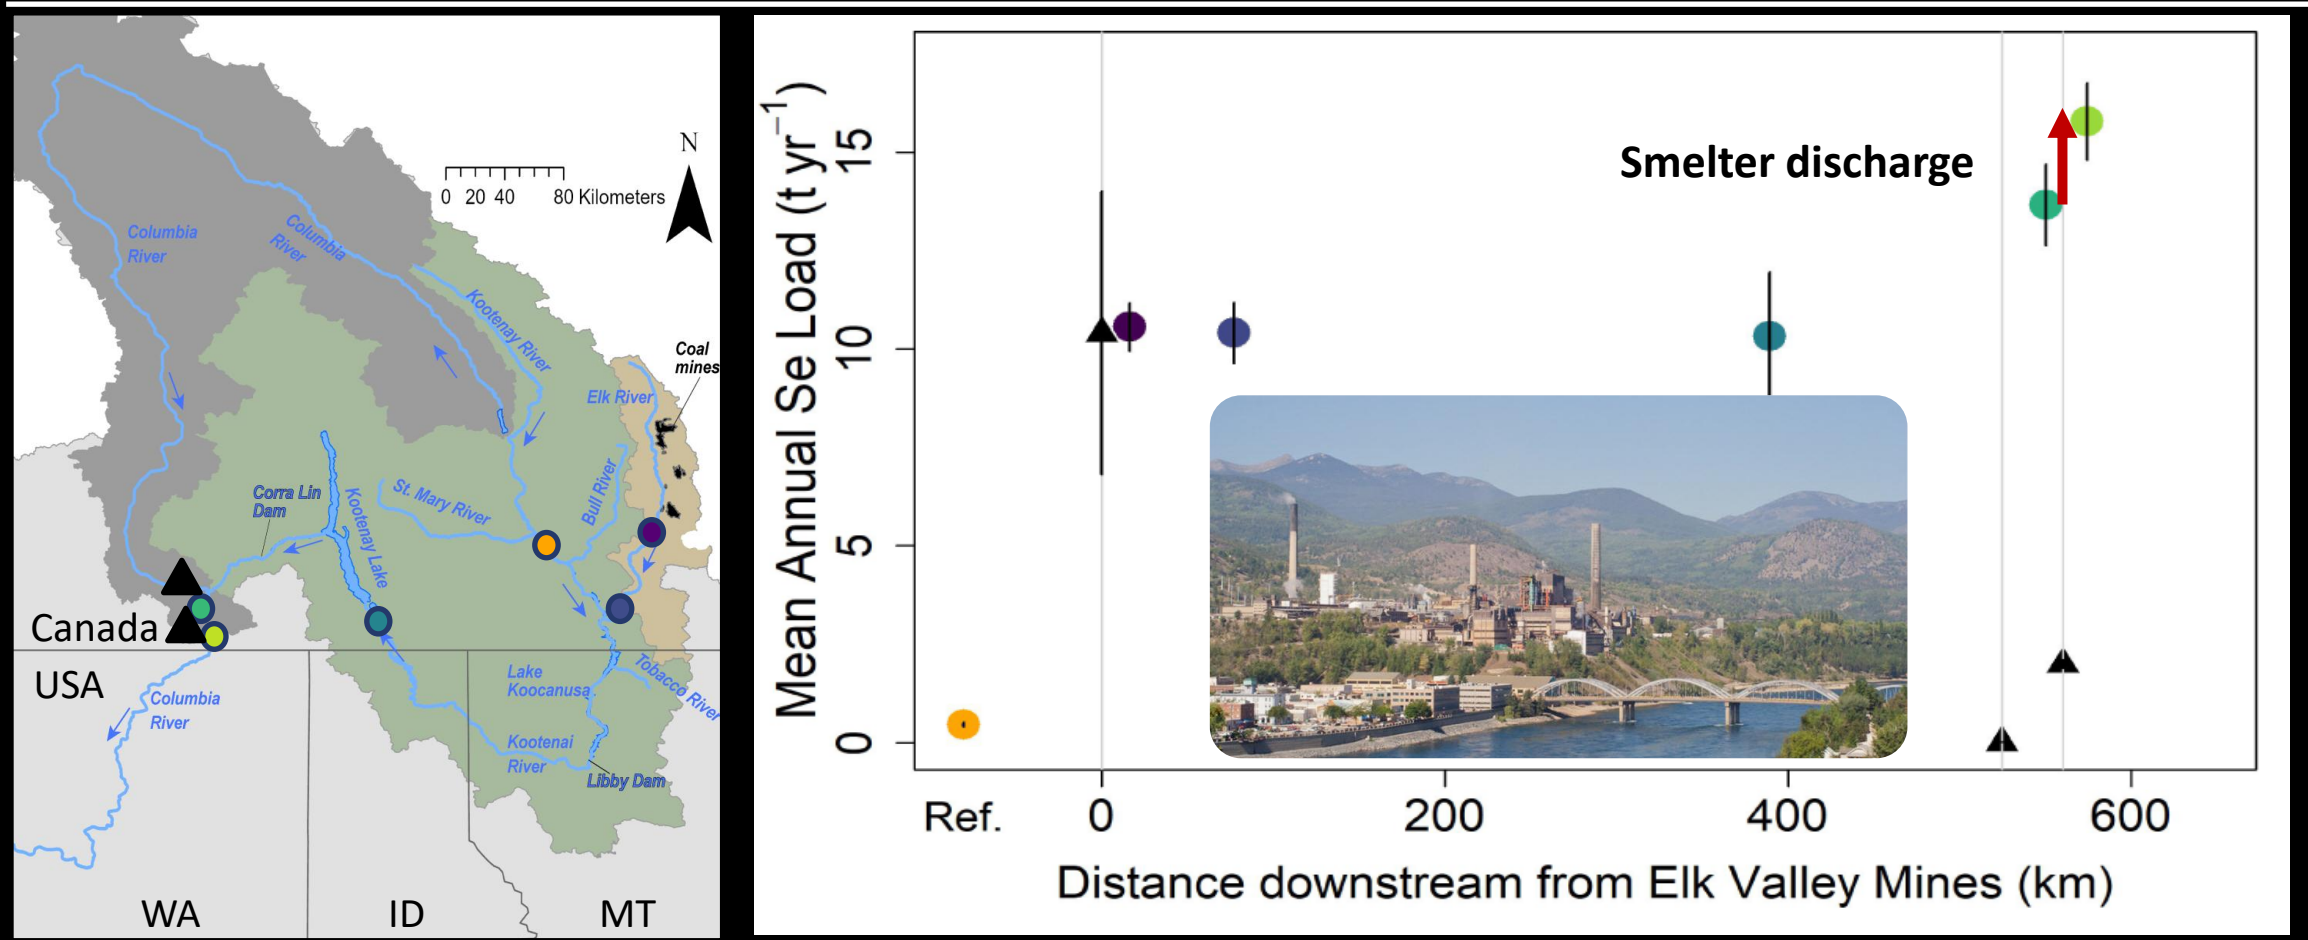 N
0 20 40 80 Kilometers
Columbia
River
Columbia
River
Kootenay River
Coal
mines
Elk River
Bull River
St. Mary River
Corra Lin
Dam
Kootenay Lake
Canada
USA
Lake
Koocanusa
Tobacco River
Columbia
River
Kootenai
River
Libby Dam
WA
ID
MT
Mean Annual Se Load (t yr⁻¹)
15
10
5
0
Smelter discharge
Ref. 0 200 400 600
Distance downstream from Elk Valley Mines (km)